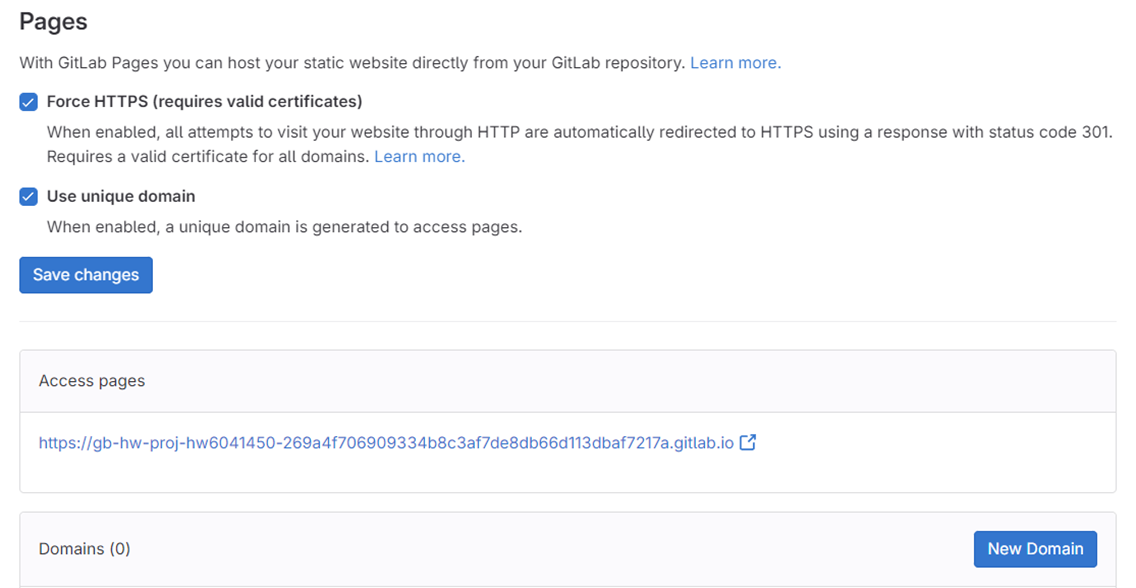 Pages
With GitLab Pages you can host your static website directly from your GitLab repository. Learn more.
Force HTTPS (requires valid certificates)
When enabled, all attempts to visit your website through HTTP are automatically redirected to HTTPS using a response with status code 301.
Requires a valid certificate for all domains. Learn more.
Use unique domain
When enabled, a unique domain is generated to access pages.
Save changes
Access pages
https://gb-hw-proj-hw6041450-269a4f706909334b8c3af7de8db66d113dbaf7217a.gitlab.io
Domains (0)
New Domain